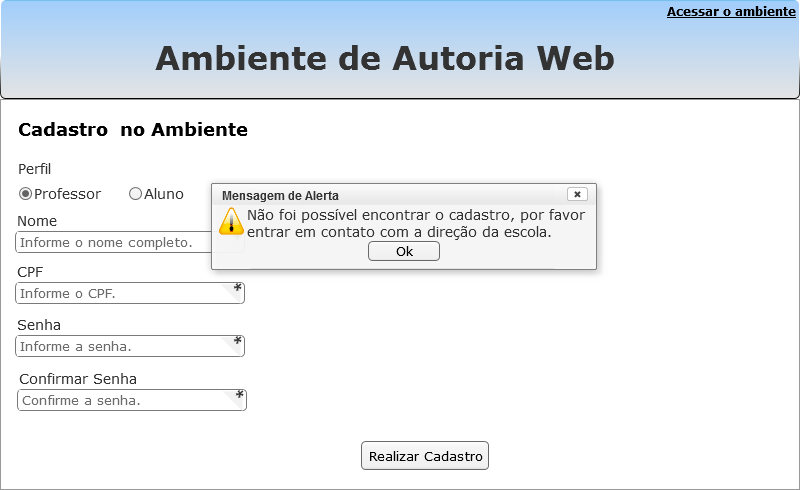 Acessar o ambiente
Ambiente de Autoria Web
Cadastro no Ambiente
Perfil
Professor Aluno
Mensagem de Alerta
Não foi possível encontrar o cadastro, por favor
entrar em contato com a direção da escola.
Ok
Nome
Informe o nome completo.
CPF
Informe o CPF. *
Senha
Informe a senha. *
Confirmar Senha
Confirme a senha. *
Realizar Cadastro